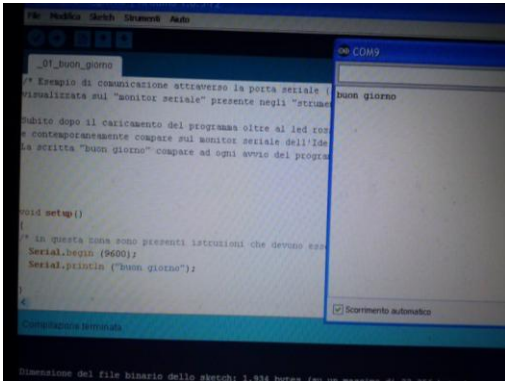 File Modifica Sketch Strumenti Aiuto
_01_buon_giorno
COM9
/* Esempio di comunicazione attraverso la porta seriale (
visualizzata sul "monitor seriale" presente negli "strume
Subito dopo il caricamento del programma oltre al led ros
e contemporaneamente compare sul monitor seriale dell'Ide
La scritta "buon giorno" compare ad ogni avvio del progra
void setup()
{
/* in questa zona sono presenti istruzioni che devono ess
Serial.begin (9600);
Serial.println ("buon giorno");
}
buon giorno
Scorrimento automatico
Compilazione terminata
Dimensione del file binario dello sketch: 1.934 bytes (su un massimo di